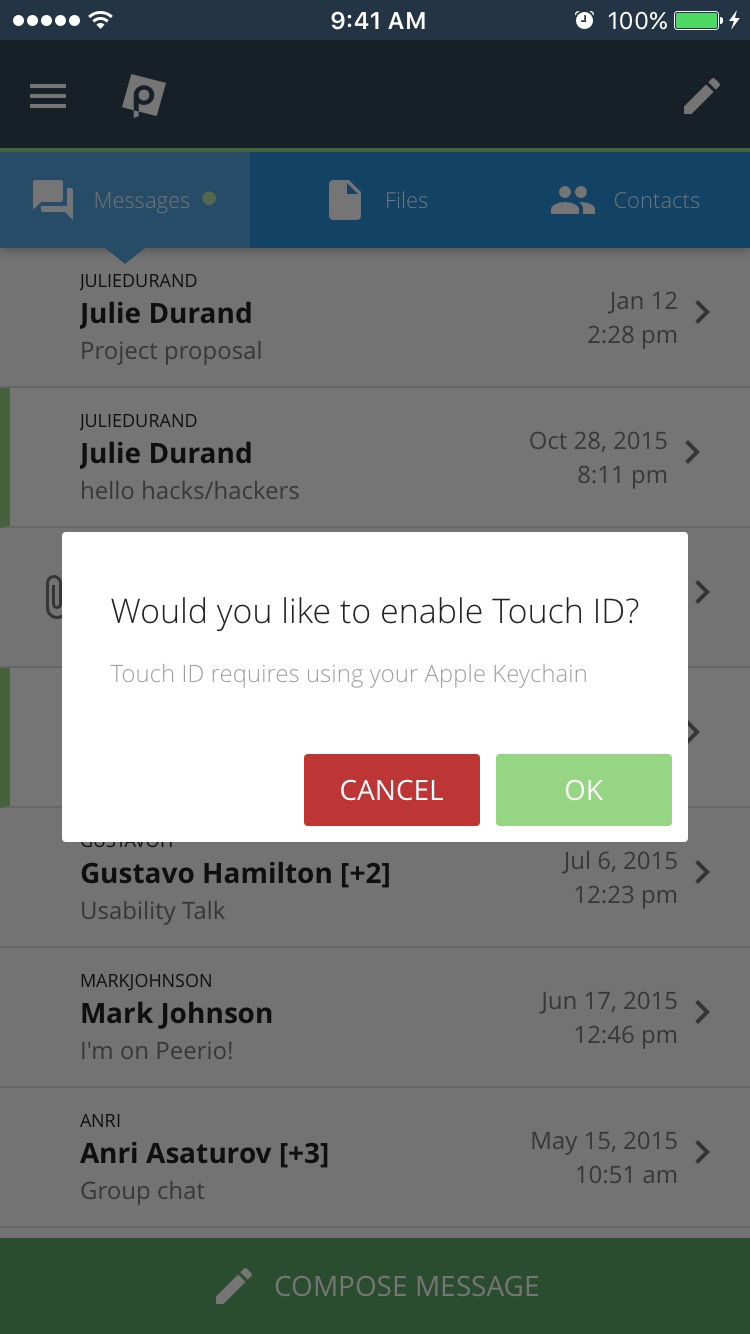 9:41 AM
100%
Messages
Files
Contacts
JULIEDURAND
Julie Durand
Project proposal
Jan 12
2:28 pm
JULIEDURAND
Julie Durand
hello hacks/hackers
Oct 28, 2015
8:11 pm
Would you like to enable Touch ID?
Touch ID requires using your Apple Keychain
CANCEL
OK
Gustavo Hamilton [+2]
Usability Talk
Jul 6, 2015
12:23 pm
MARKJOHNSON
Mark Johnson
I'm on Peerio!
Jun 17, 2015
12:46 pm
ANRI
Anri Asaturov [+3]
Group chat
May 15, 2015
10:51 am
COMPOSE MESSAGE